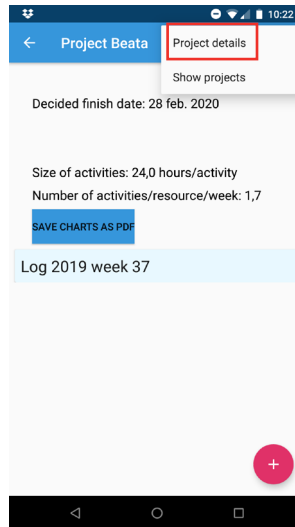 10:22
Project Beata
Project details
Show projects
Decided finish date: 28 feb. 2020
Size of activities: 24,0 hours/activity
Number of activities/resource/week: 1,7
SAVE CHARTS AS PDF
Log 2019 week 37
+